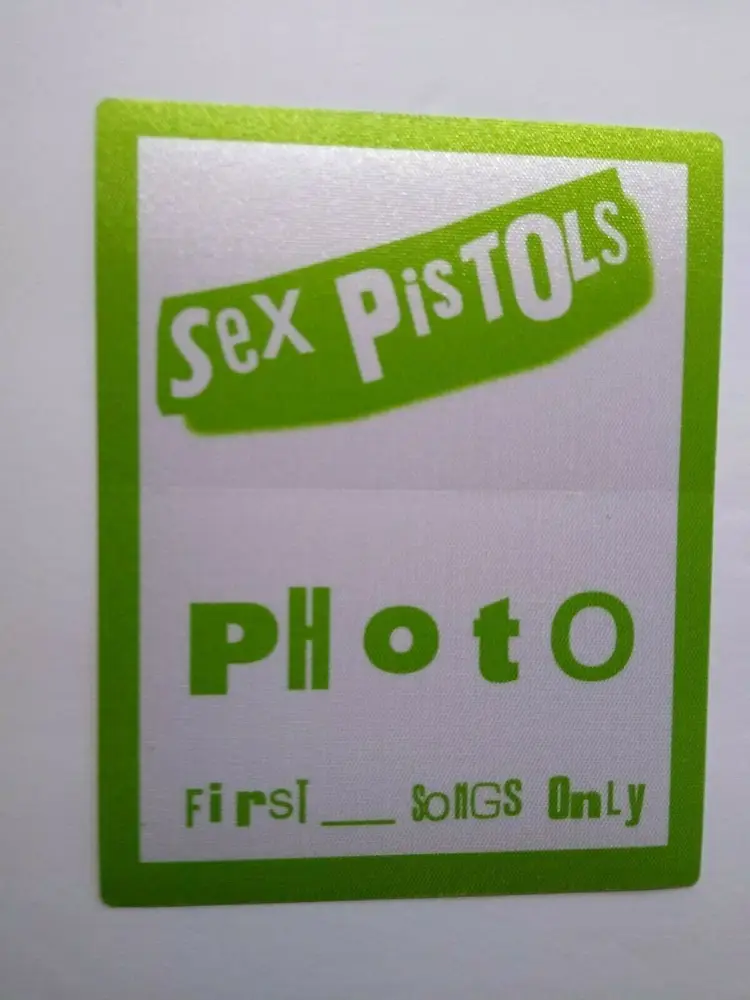 Sex PisTOLS
PHotO
First ___ SoNGS OnLy